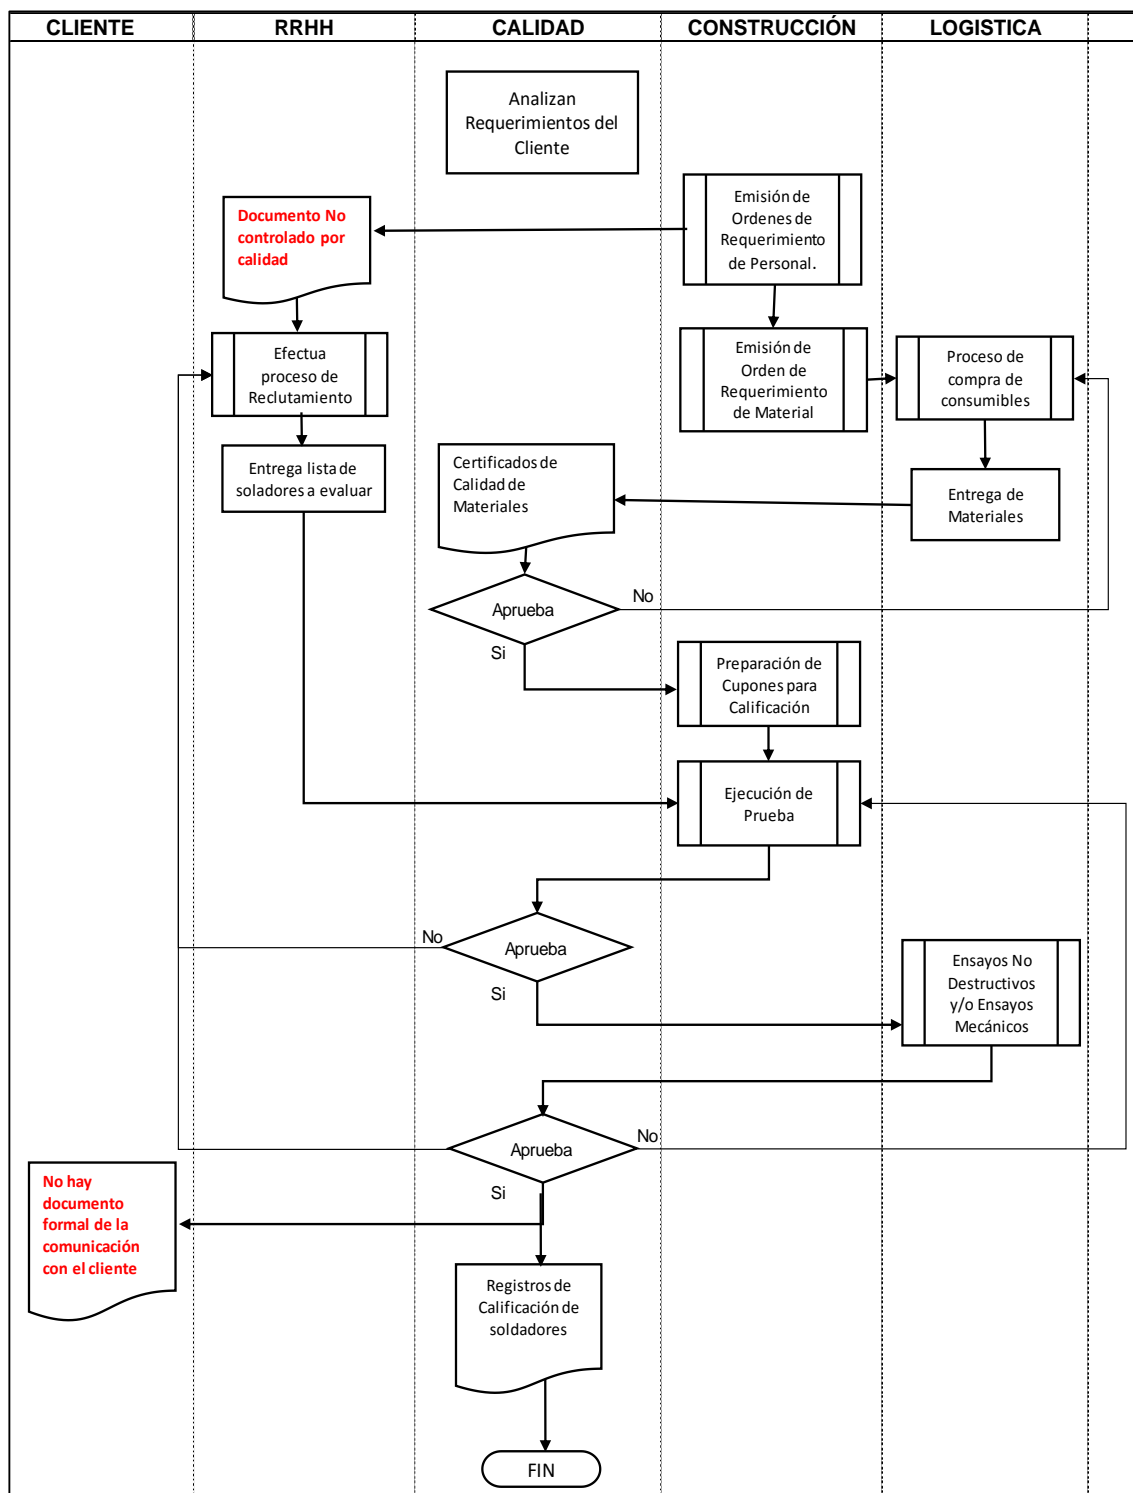 CLIENTE
RRHH
CALIDAD
CONSTRUCCIÓN
LOGISTICA
Analizan
Requerimientos del
Cliente
Documento No
controlado por
calidad
Emisión de
Ordenes de
Requerimiento
de Personal.
Efectua
proceso de
Reclutamiento
Emisión de
Orden de
Requerimiento
de Material
Proceso de
compra de
consumibles
Entrega lista de
soladores a evaluar
Certificados de
Calidad de
Materiales
Entrega de
Materiales
Aprueba
No
Si
Preparación de
Cupones para
Calificación
Ejecución de
Prueba
No
Aprueba
Si
Ensayos No
Destructivos
y/o Ensayos
Mecánicos
Aprueba
No
Si
No hay
documento
formal de la
comunicación
con el cliente
Registros de
Calificación de
soldadores
FIN